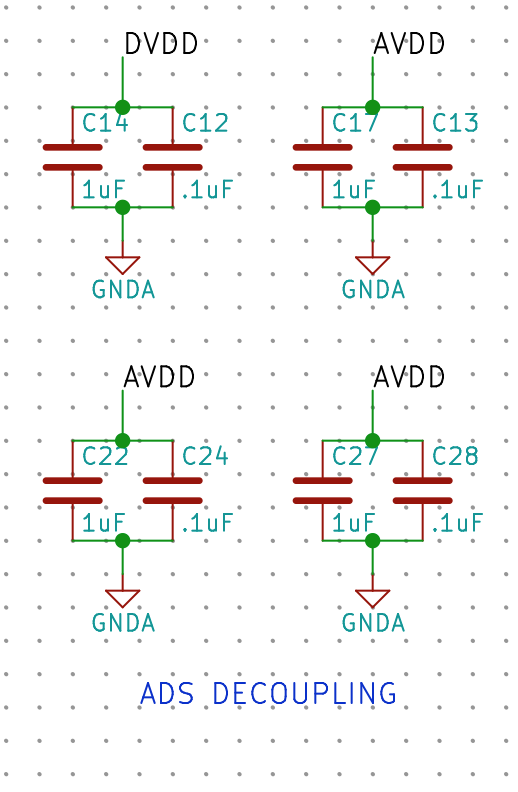 DVDD
AVDD
C14
C12
C17
C13
1uF
.1uF
1uF
.1uF
GNDA
GNDA
AVDD
AVDD
C22
C24
C27
C28
1uF
.1uF
1uF
.1uF
GNDA
GNDA
ADS DECOUPLING